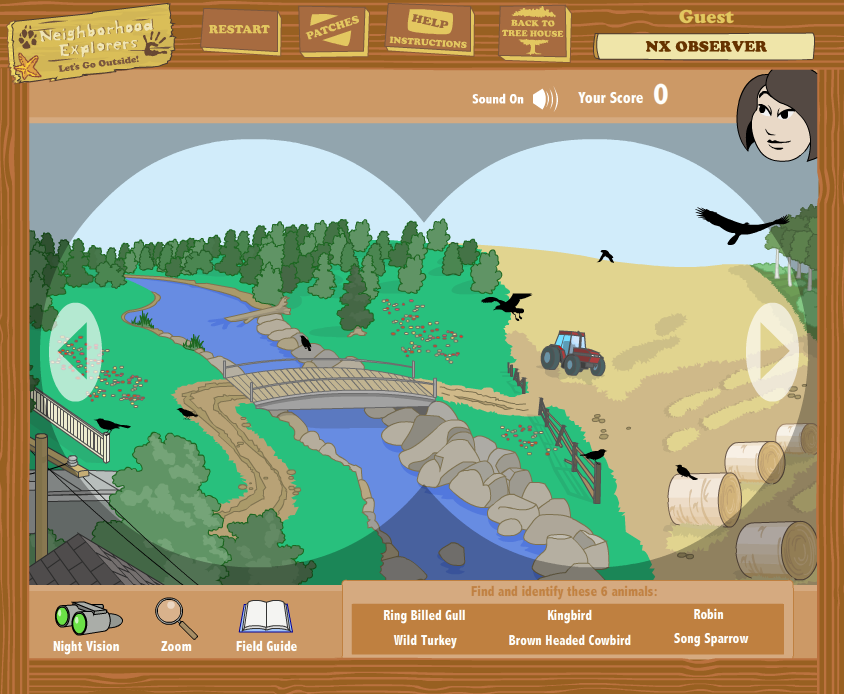 Neighborhood
Explorers
Let's Go Outside!
RESTART
PATCHES
HELP
INSTRUCTIONS
BACK TO
TREE HOUSE
Guest
NX OBSERVER
Sound On
Your Score 0
Find and identify these 6 animals:
Ring Billed Gull
Kingbird
Robin
Wild Turkey
Brown Headed Cowbird
Song Sparrow
Night Vision
Zoom
Field Guide